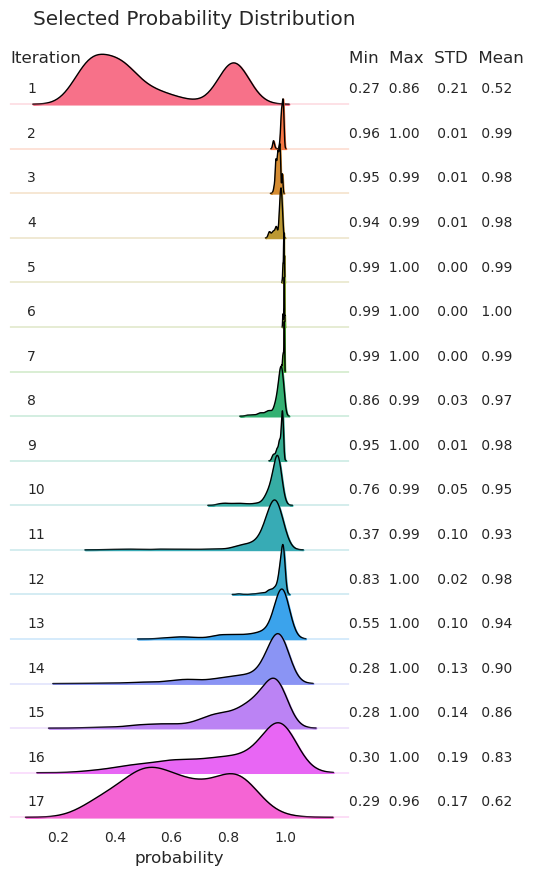 Selected Probability Distribution
Iteration Min Max STD Mean
1 0.27 0.86 0.21 0.52
2 0.96 1.00 0.01 0.99
3 0.95 0.99 0.01 0.98
4 0.94 0.99 0.01 0.98
5 0.99 1.00 0.00 0.99
6 0.99 1.00 0.00 1.00
7 0.99 1.00 0.00 0.99
8 0.86 0.99 0.03 0.97
9 0.95 1.00 0.01 0.98
10 0.76 0.99 0.05 0.95
11 0.37 0.99 0.10 0.93
12 0.83 1.00 0.02 0.98
13 0.55 1.00 0.10 0.94
14 0.28 1.00 0.13 0.90
15 0.28 1.00 0.14 0.86
16 0.30 1.00 0.19 0.83
17 0.29 0.96 0.17 0.62
0.2 0.4 0.6 0.8 1.0
probability